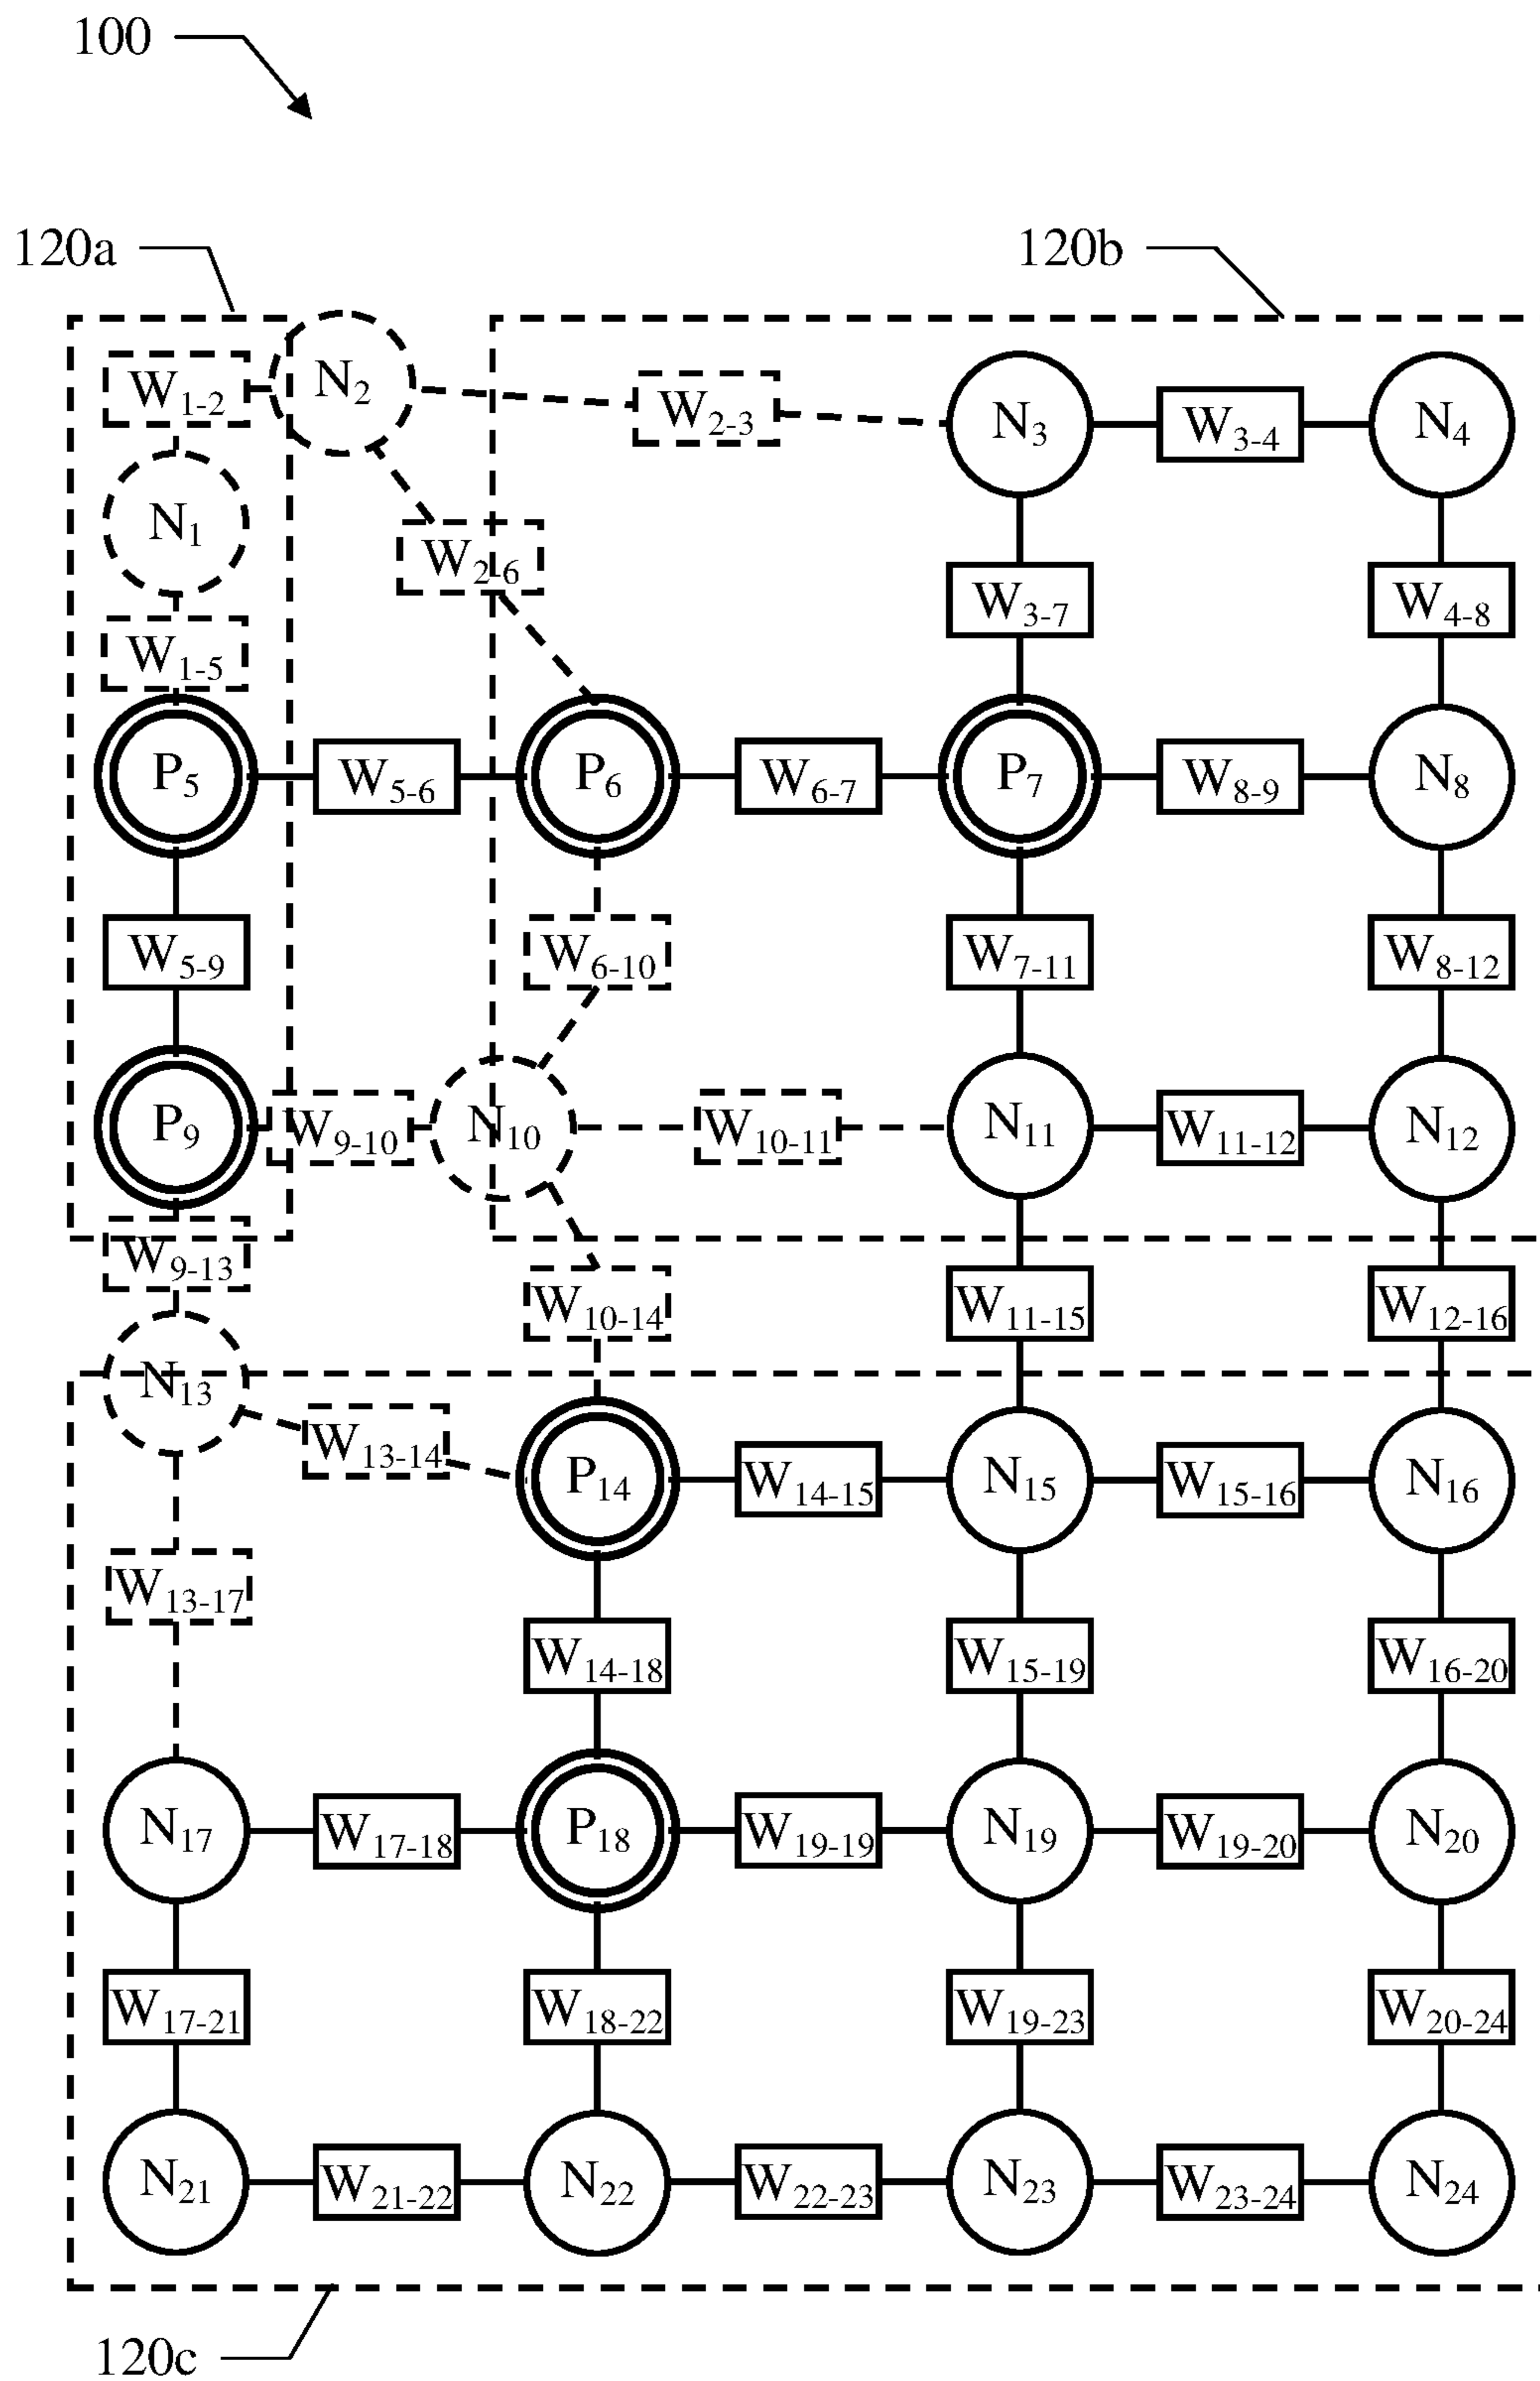 100
120a 120b
W1-2 N2 W2-3 N3 W3-4 N4
N1 W2-6 W3-7 W4-8
W1-5
P5 W5-6 P6 W6-7 P7 W8-9 N8
W5-9 W6-10 W7-11 W8-12
P9 W9-10 N10 W10-11 N11 W11-12 N12
W9-13 W10-14 W11-15 W12-16
N13 W13-14 P14 W14-15 N15 W15-16 N16
W13-17 W14-18 W15-19 W16-20
N17 W17-18 P18 W19-19 N19 W19-20 N20
W17-21 W18-22 W19-23 W20-24
N21 W21-22 N22 W22-23 N23 W23-24 N24
120c